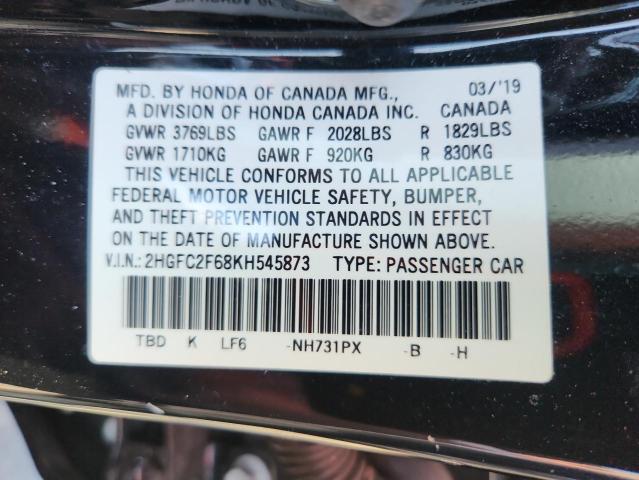 MFD. BY HONDA OF CANADA MFG., 03/'19
A DIVISION OF HONDA CANADA INC. CANADA
GVWR 3769LBS GAWR F 2028LBS R 1829LBS
GVWR 1710KG GAWR F 920KG R 830KG
THIS VEHICLE CONFORMS TO ALL APPLICABLE
FEDERAL MOTOR VEHICLE SAFETY, BUMPER,
AND THEFT PREVENTION STANDARDS IN EFFECT
ON THE DATE OF MANUFACTURE SHOWN ABOVE.
V.I.N.: 2HGFC2F68KH545873 TYPE: PASSENGER CAR
TBD K LF6 -NH731PX -B -H